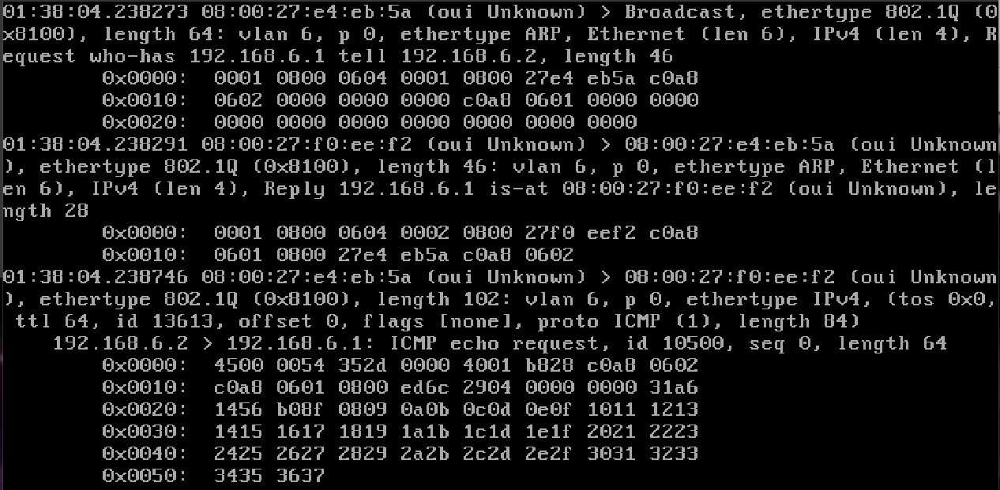 01:38:04.238273 08:00:27:e4:eb:5a (oui Unknown) > Broadcast, ethertype 802.1Q (0
x8100), length 64: vlan 6, p 0, ethertype ARP, Ethernet (len 6), IPv4 (len 4), R
equest who-has 192.168.6.1 tell 192.168.6.2, length 46
0x0000:  0001 0800 0604 0001 0800 27e4 eb5a c0a8
0x0010:  0602 0000 0000 0000 c0a8 0601 0000 0000
0x0020:  0000 0000 0000 0000 0000 0000 0000
01:38:04.238291 08:00:27:f0:ee:f2 (oui Unknown) > 08:00:27:e4:eb:5a (oui Unknown
), ethertype 802.1Q (0x8100), length 46: vlan 6, p 0, ethertype ARP, Ethernet (l
en 6), IPv4 (len 4), Reply 192.168.6.1 is-at 08:00:27:f0:ee:f2 (oui Unknown), le
ngth 28
0x0000:  0001 0800 0604 0002 0800 27f0 eef2 c0a8
0x0010:  0601 0800 27e4 eb5a c0a8 0602
01:38:04.238746 08:00:27:e4:eb:5a (oui Unknown) > 08:00:27:f0:ee:f2 (oui Unknown
), ethertype 802.1Q (0x8100), length 102: vlan 6, p 0, ethertype IPv4, (tos 0x0,
ttl 64, id 13613, offset 0, flags [none], proto ICMP (1), length 84)
192.168.6.2 > 192.168.6.1: ICMP echo request, id 10500, seq 0, length 64
0x0000:  4500 0054 352d 0000 4001 b828 c0a8 0602
0x0010:  c0a8 0601 0800 ed6c 2904 0000 0000 31a6
0x0020:  1456 b08f 0809 0a0b 0c0d 0e0f 1011 1213
0x0030:  1415 1617 1819 1a1b 1c1d 1e1f 2021 2223
0x0040:  2425 2627 2829 2a2b 2c2d 2e2f 3031 3233
0x0050:  3435 3637